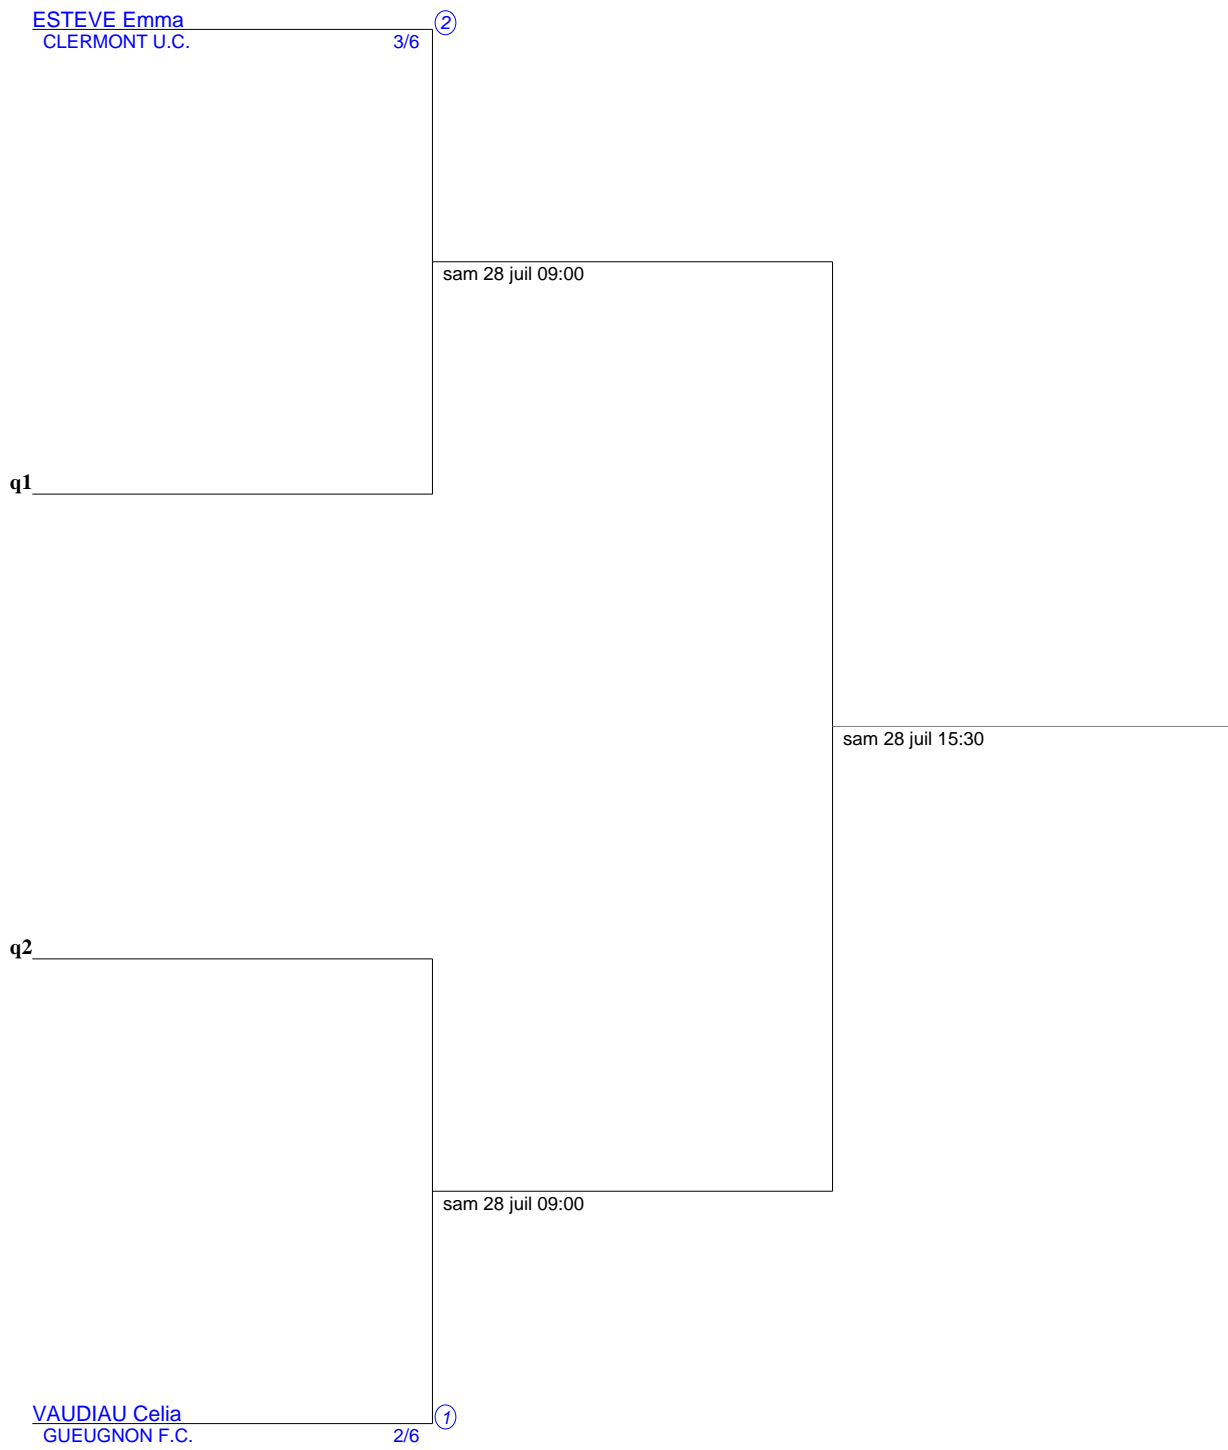 ESTEVE Emma 2
CLERMONT U.C. 3/6
sam 28 juil 09:00
q1
sam 28 juil 15:30
q2
sam 28 juil 09:00
VAUDIAU Celia 1
GUEUGNON F.C. 2/6